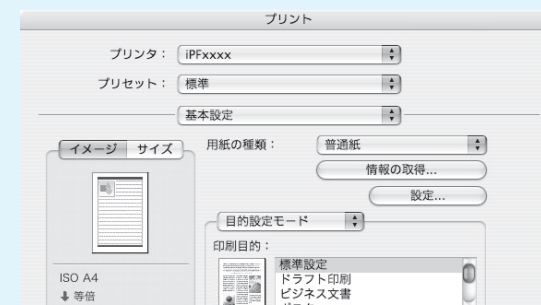 プリント
プリンタ： iPFxxxx
プリセット： 標準
基本設定
イメージ サイズ
用紙の種類： 普通紙
情報の取得...
設定...
目的設定モード
印刷目的：
標準設定
ドラフト印刷
ビジネス文書
ISO A4
等倍